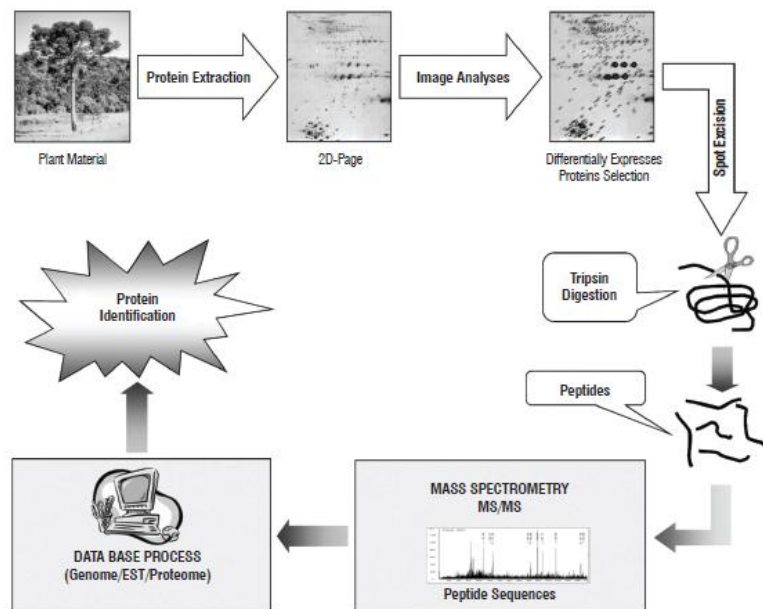 Protein Extraction
Image Analyses
Spot Excision
Plant Material
2D-Page
Differentially Expresses
Proteins Selection
Tripsin
Digestion
Protein
Identification
Peptides
MASS SPECTROMETRY
MS/MS
DATA BASE PROCESS
(Genome/EST/Proteome)
Peptide Sequences